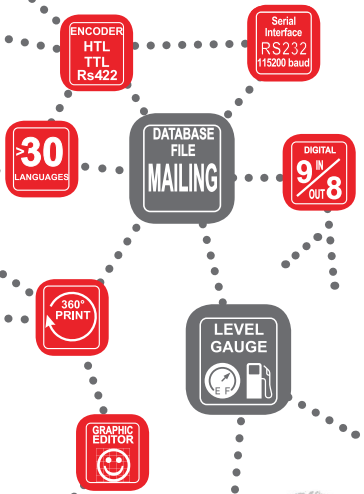 ENCODER
HTL
TTL
Rs422
Serial
Interface
RS232
115200 baud
>30
LANGUAGES
DATABASE
FILE
MAILING
DIGITAL
9 IN
OUT 8
360°
PRINT
LEVEL
GAUGE
E F
GRAPHIC
EDITOR